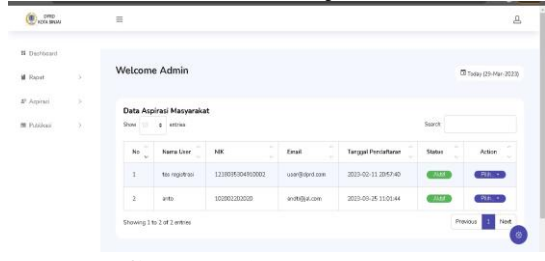 DPRD
KOTA BINJAI
Dashboard
Rapat
Aspirasi
Publikasi
Welcome Admin
Today (29-Mar-2023)
Data Aspirasi Masyarakat
Show entries
Search
No Nama User NIK Email Tanggal Pendaftaran Status Action
1 tes registrasi 1218035304910002 user@dprd.com 2023-02-11 20:57:40
2 anto 102002202020 2023-03-25 11:01:44
Showing 1 to 2 of 2 entries
Previous 1 Next